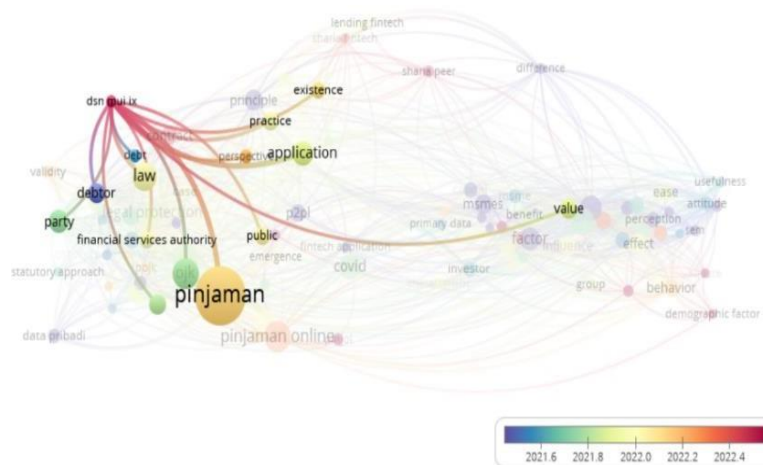 lending fintech
sharia fintech
sharia peer
difference
existence
dsn mui ix
principle
practice
contract
application
debt
perspective
validity
law
usefulness
debtor
ease
attitude
value
msmes
party
legal protection
p2pl
benefit
perception
primary data
financial services authority
public
factor
influence
effect
emergence
fintech application
statutory approach
ojk
covid
investor
pinjaman
group
behavior
demographic factor
data pribadi
pinjaman online
2021.6 2021.8 2022.0 2022.2 2022.4